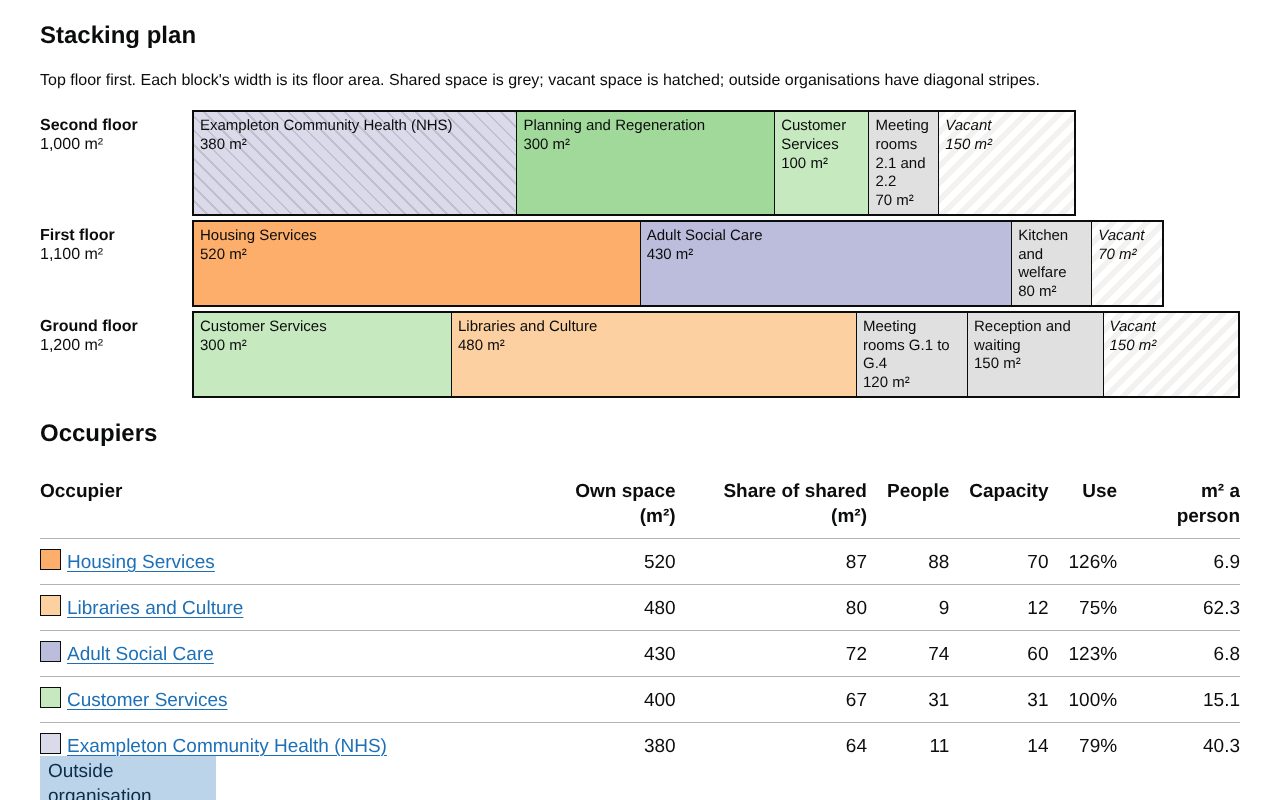 Stacking plan
Top floor first. Each block's width is its floor area. Shared space is grey; vacant space is hatched; outside organisations have diagonal stripes.
Second floor
1,000 m²
Exampleton Community Health (NHS)
380 m²
Planning and Regeneration
300 m²
Customer
Services
100 m²
Meeting
rooms
2.1 and
2.2
70 m²
Vacant
150 m²
First floor
1,100 m²
Housing Services
520 m²
Adult Social Care
430 m²
Kitchen
and
welfare
80 m²
Vacant
70 m²
Ground floor
1,200 m²
Customer Services
300 m²
Libraries and Culture
480 m²
Meeting
rooms G.1 to
G.4
120 m²
Reception and
waiting
150 m²
Vacant
150 m²
Occupiers
Occupier Own space (m²) Share of shared (m²) People Capacity Use m² a person
Housing Services 520 87 88 70 126% 6.9
Libraries and Culture 480 80 9 12 75% 62.3
Adult Social Care 430 72 74 60 123% 6.8
Customer Services 400 67 31 31 100% 15.1
Exampleton Community Health (NHS) 380 64 11 14 79% 40.3
Outside
organisation